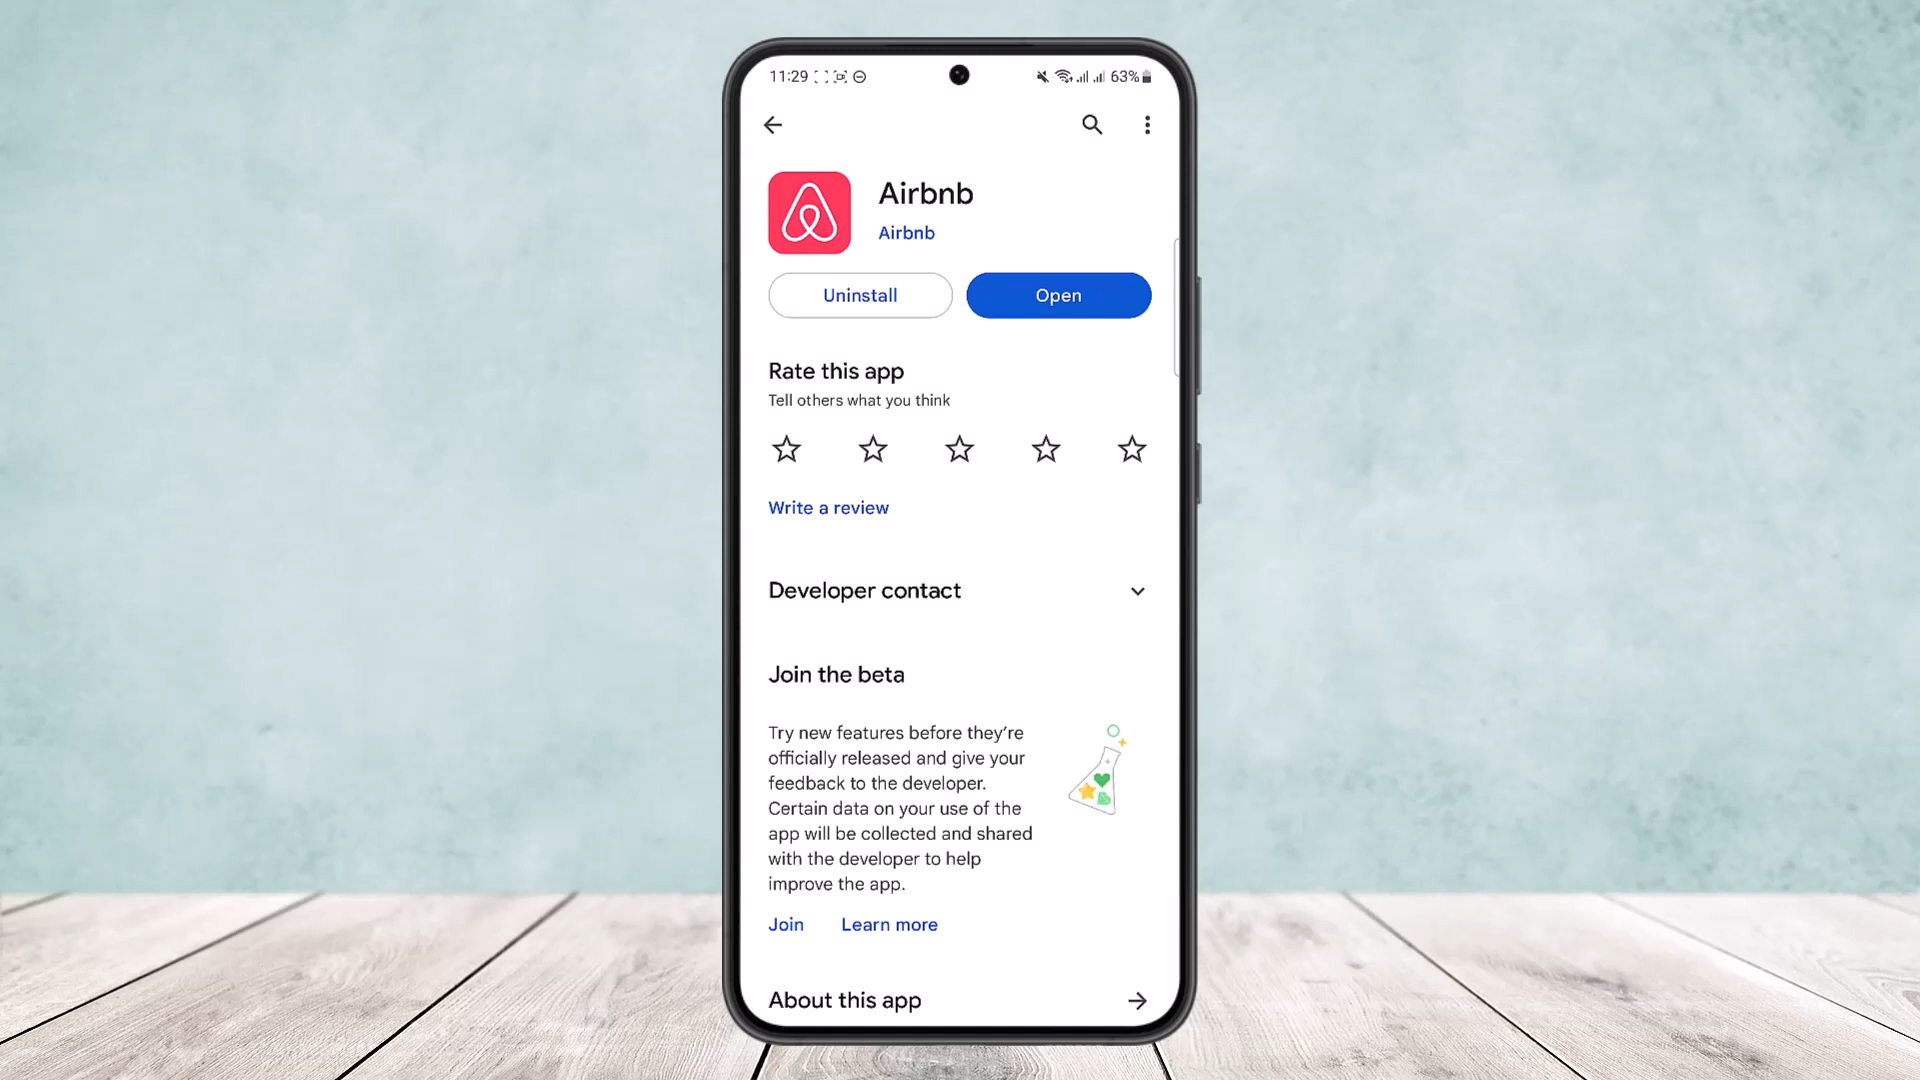 11:29 63%
Airbnb
Airbnb
Uninstall Open
Rate this app
Tell others what you think
Write a review
Developer contact
Join the beta
Try new features before they’re
officially released and give your
feedback to the developer.
Certain data on your use of the
app will be collected and shared
with the developer to help
improve the app.
Join Learn more
About this app